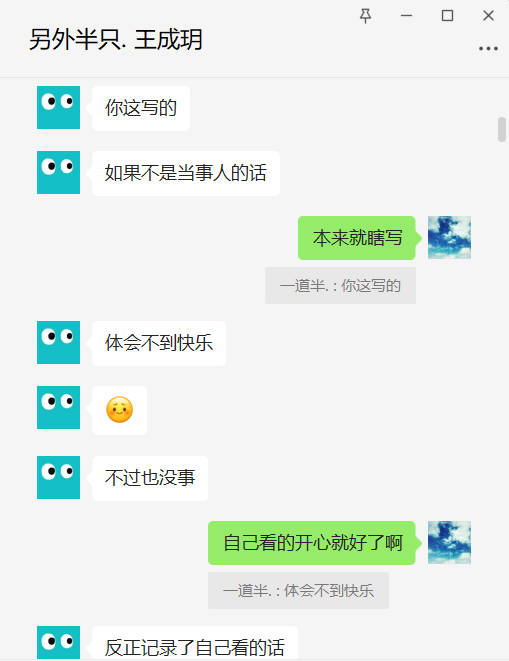 另外半只. 王成玥
你这写的
如果不是当事人的话
本来就瞎写
一道半. : 你这写的
体会不到快乐
不过也没事
自己看的开心就好了啊
一道半. : 体会不到快乐
反正记录了自己看的话